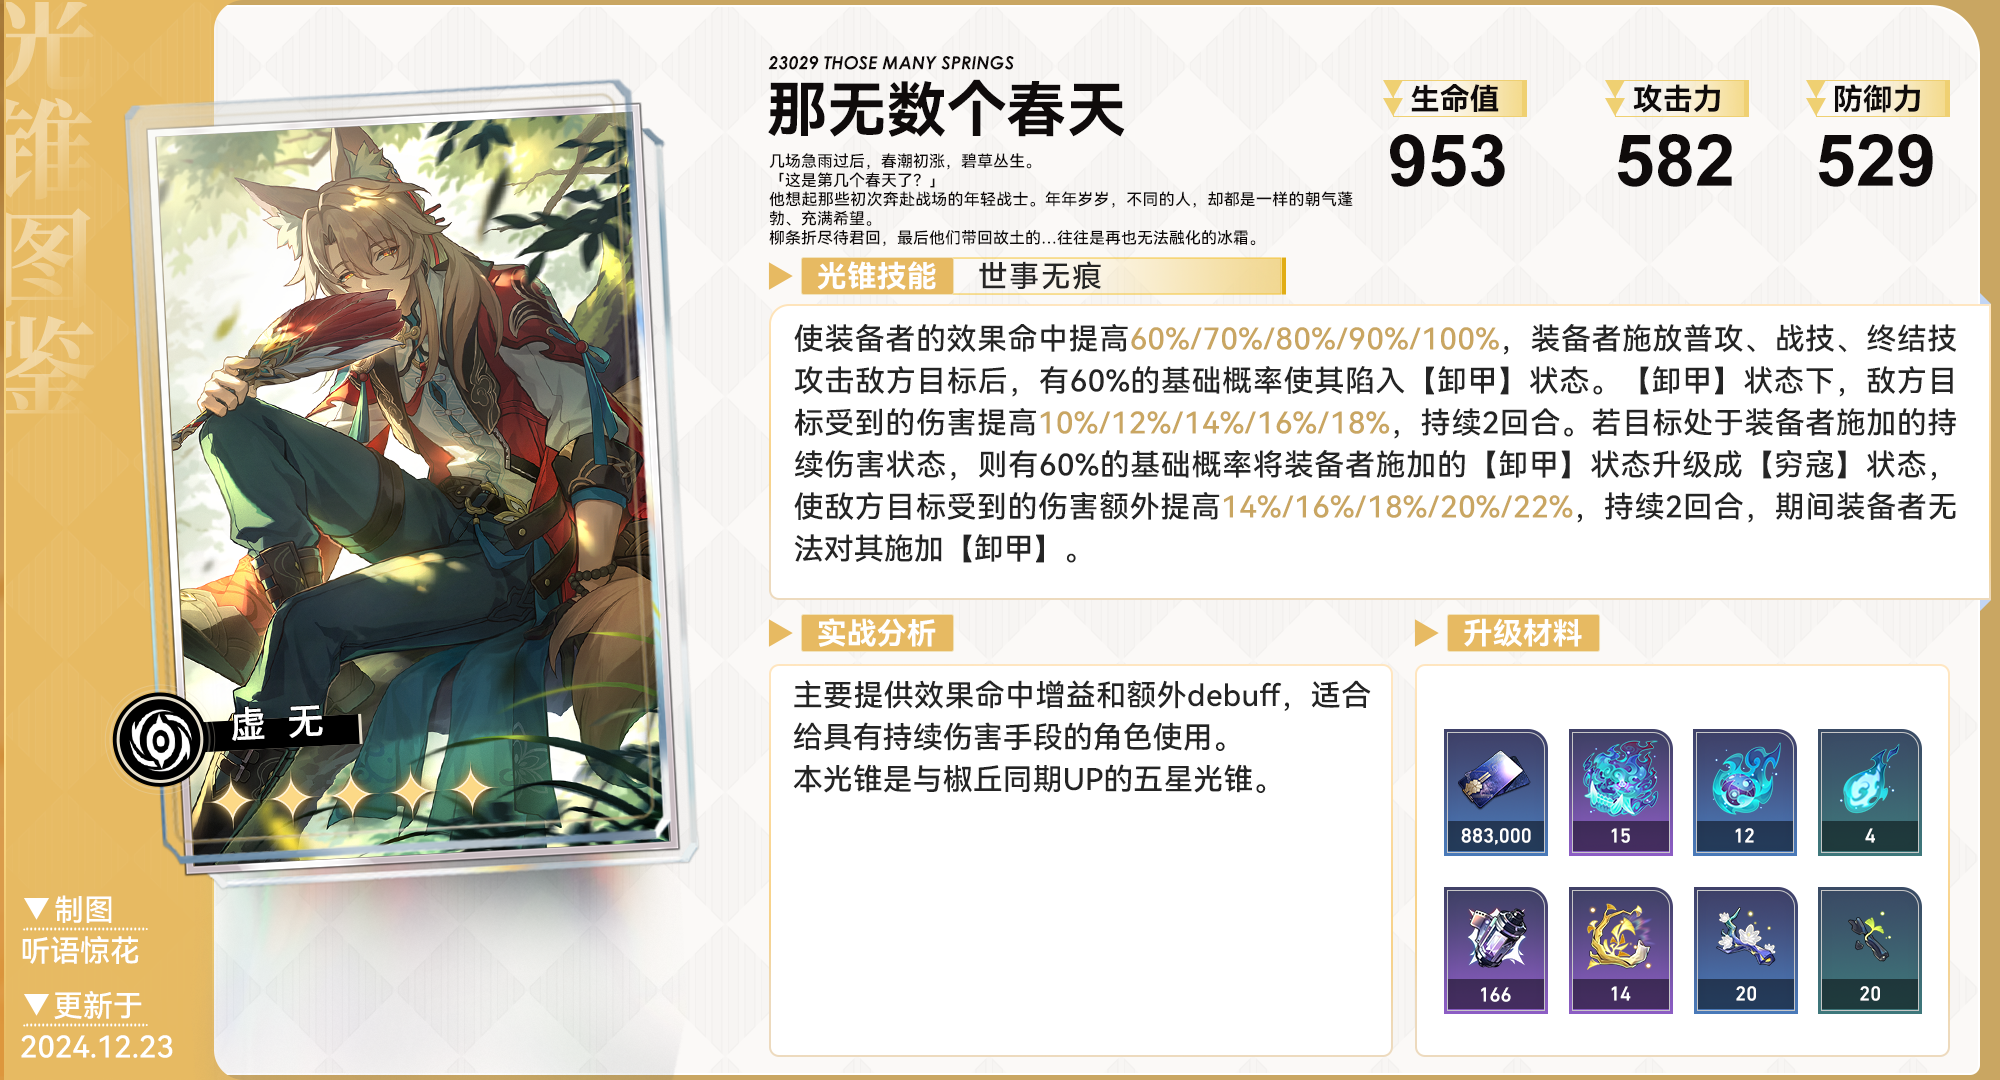 光锥图鉴
23029 THOSE MANY SPRINGS
那无数个春天
几场急雨过后，春潮初涨，碧草丛生。
「这是第几个春天了？」
他想起那些初次奔赴战场的年轻战士。年年岁岁，不同的人，却都是一样的朝气蓬
勃、充满希望。
柳条折尽待君回，最后他们带回故土的…往往是再也无法融化的冰霜。
生命值
953
攻击力
582
防御力
529
光锥技能 世事无痕
使装备者的效果命中提高60%/70%/80%/90%/100%，装备者施放普攻、战技、终结技
攻击敌方目标后，有60%的基础概率使其陷入【卸甲】状态。【卸甲】状态下，敌方目
标受到的伤害提高10%/12%/14%/16%/18%，持续2回合。若目标处于装备者施加的持
续伤害状态，则有60%的基础概率将装备者施加的【卸甲】状态升级成【穷寇】状态，
使敌方目标受到的伤害额外提高14%/16%/18%/20%/22%，持续2回合，期间装备者无
法对其施加【卸甲】。
虚无
实战分析
主要提供效果命中增益和额外debuff，适合
给具有持续伤害手段的角色使用。
本光锥是与椒丘同期UP的五星光锥。
升级材料
883,000
15
12
4
166
14
20
20
▼制图
听语惊花
▼更新于
2024.12.23